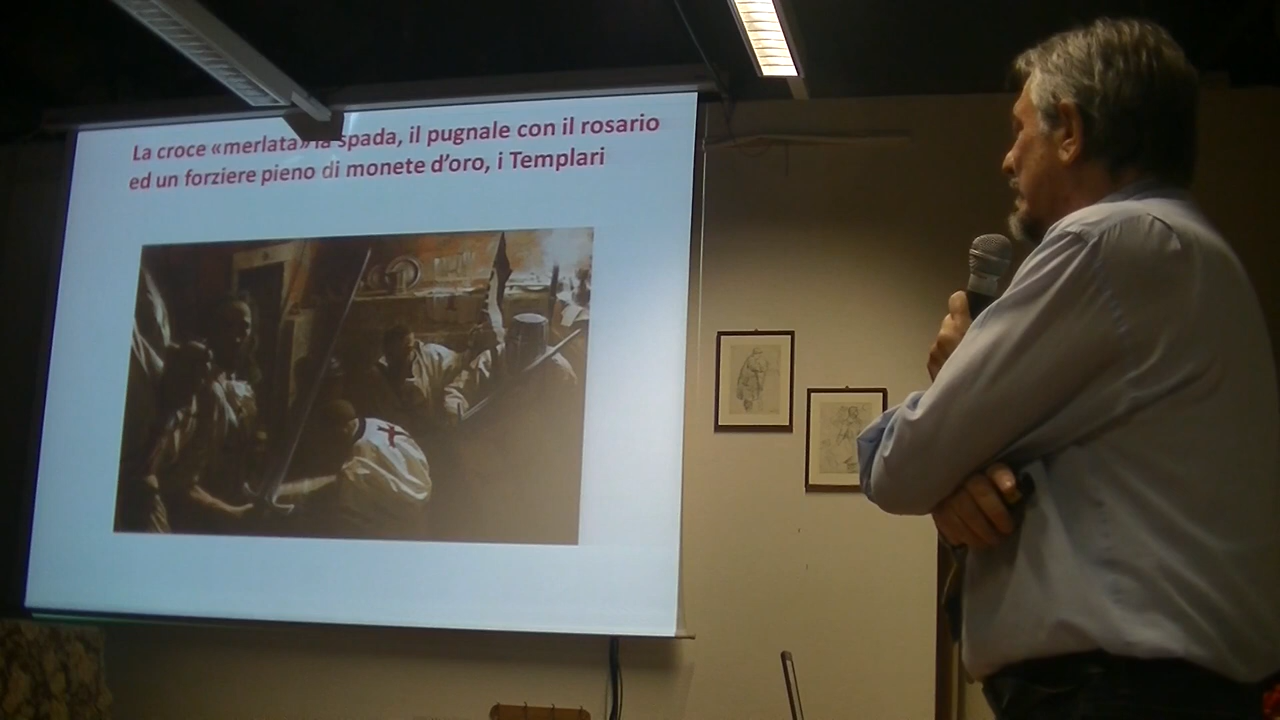 La croce «merlata» la spada, il pugnale con il rosario
ed un forziere pieno di monete d'oro, i Templari